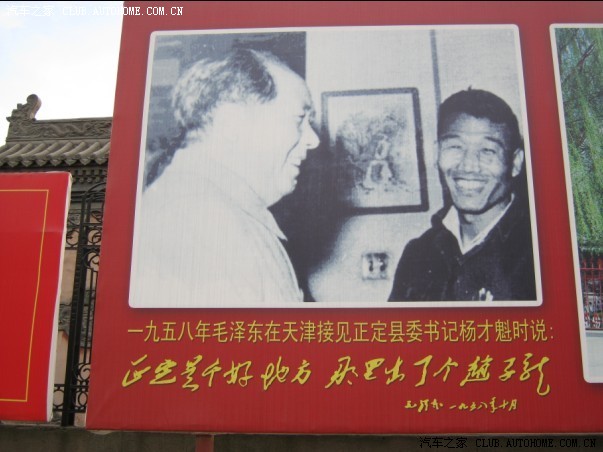 汽车之家 CLUB.AUTOHOME.COM.CN
一九五八年毛泽东在天津接见正定县委书记杨才魁时说：
正定是个好地方 那里出了个赵子龙
毛泽东 一九五八年十月
汽车之家 CLUB.AUTOHOME.COM.CN